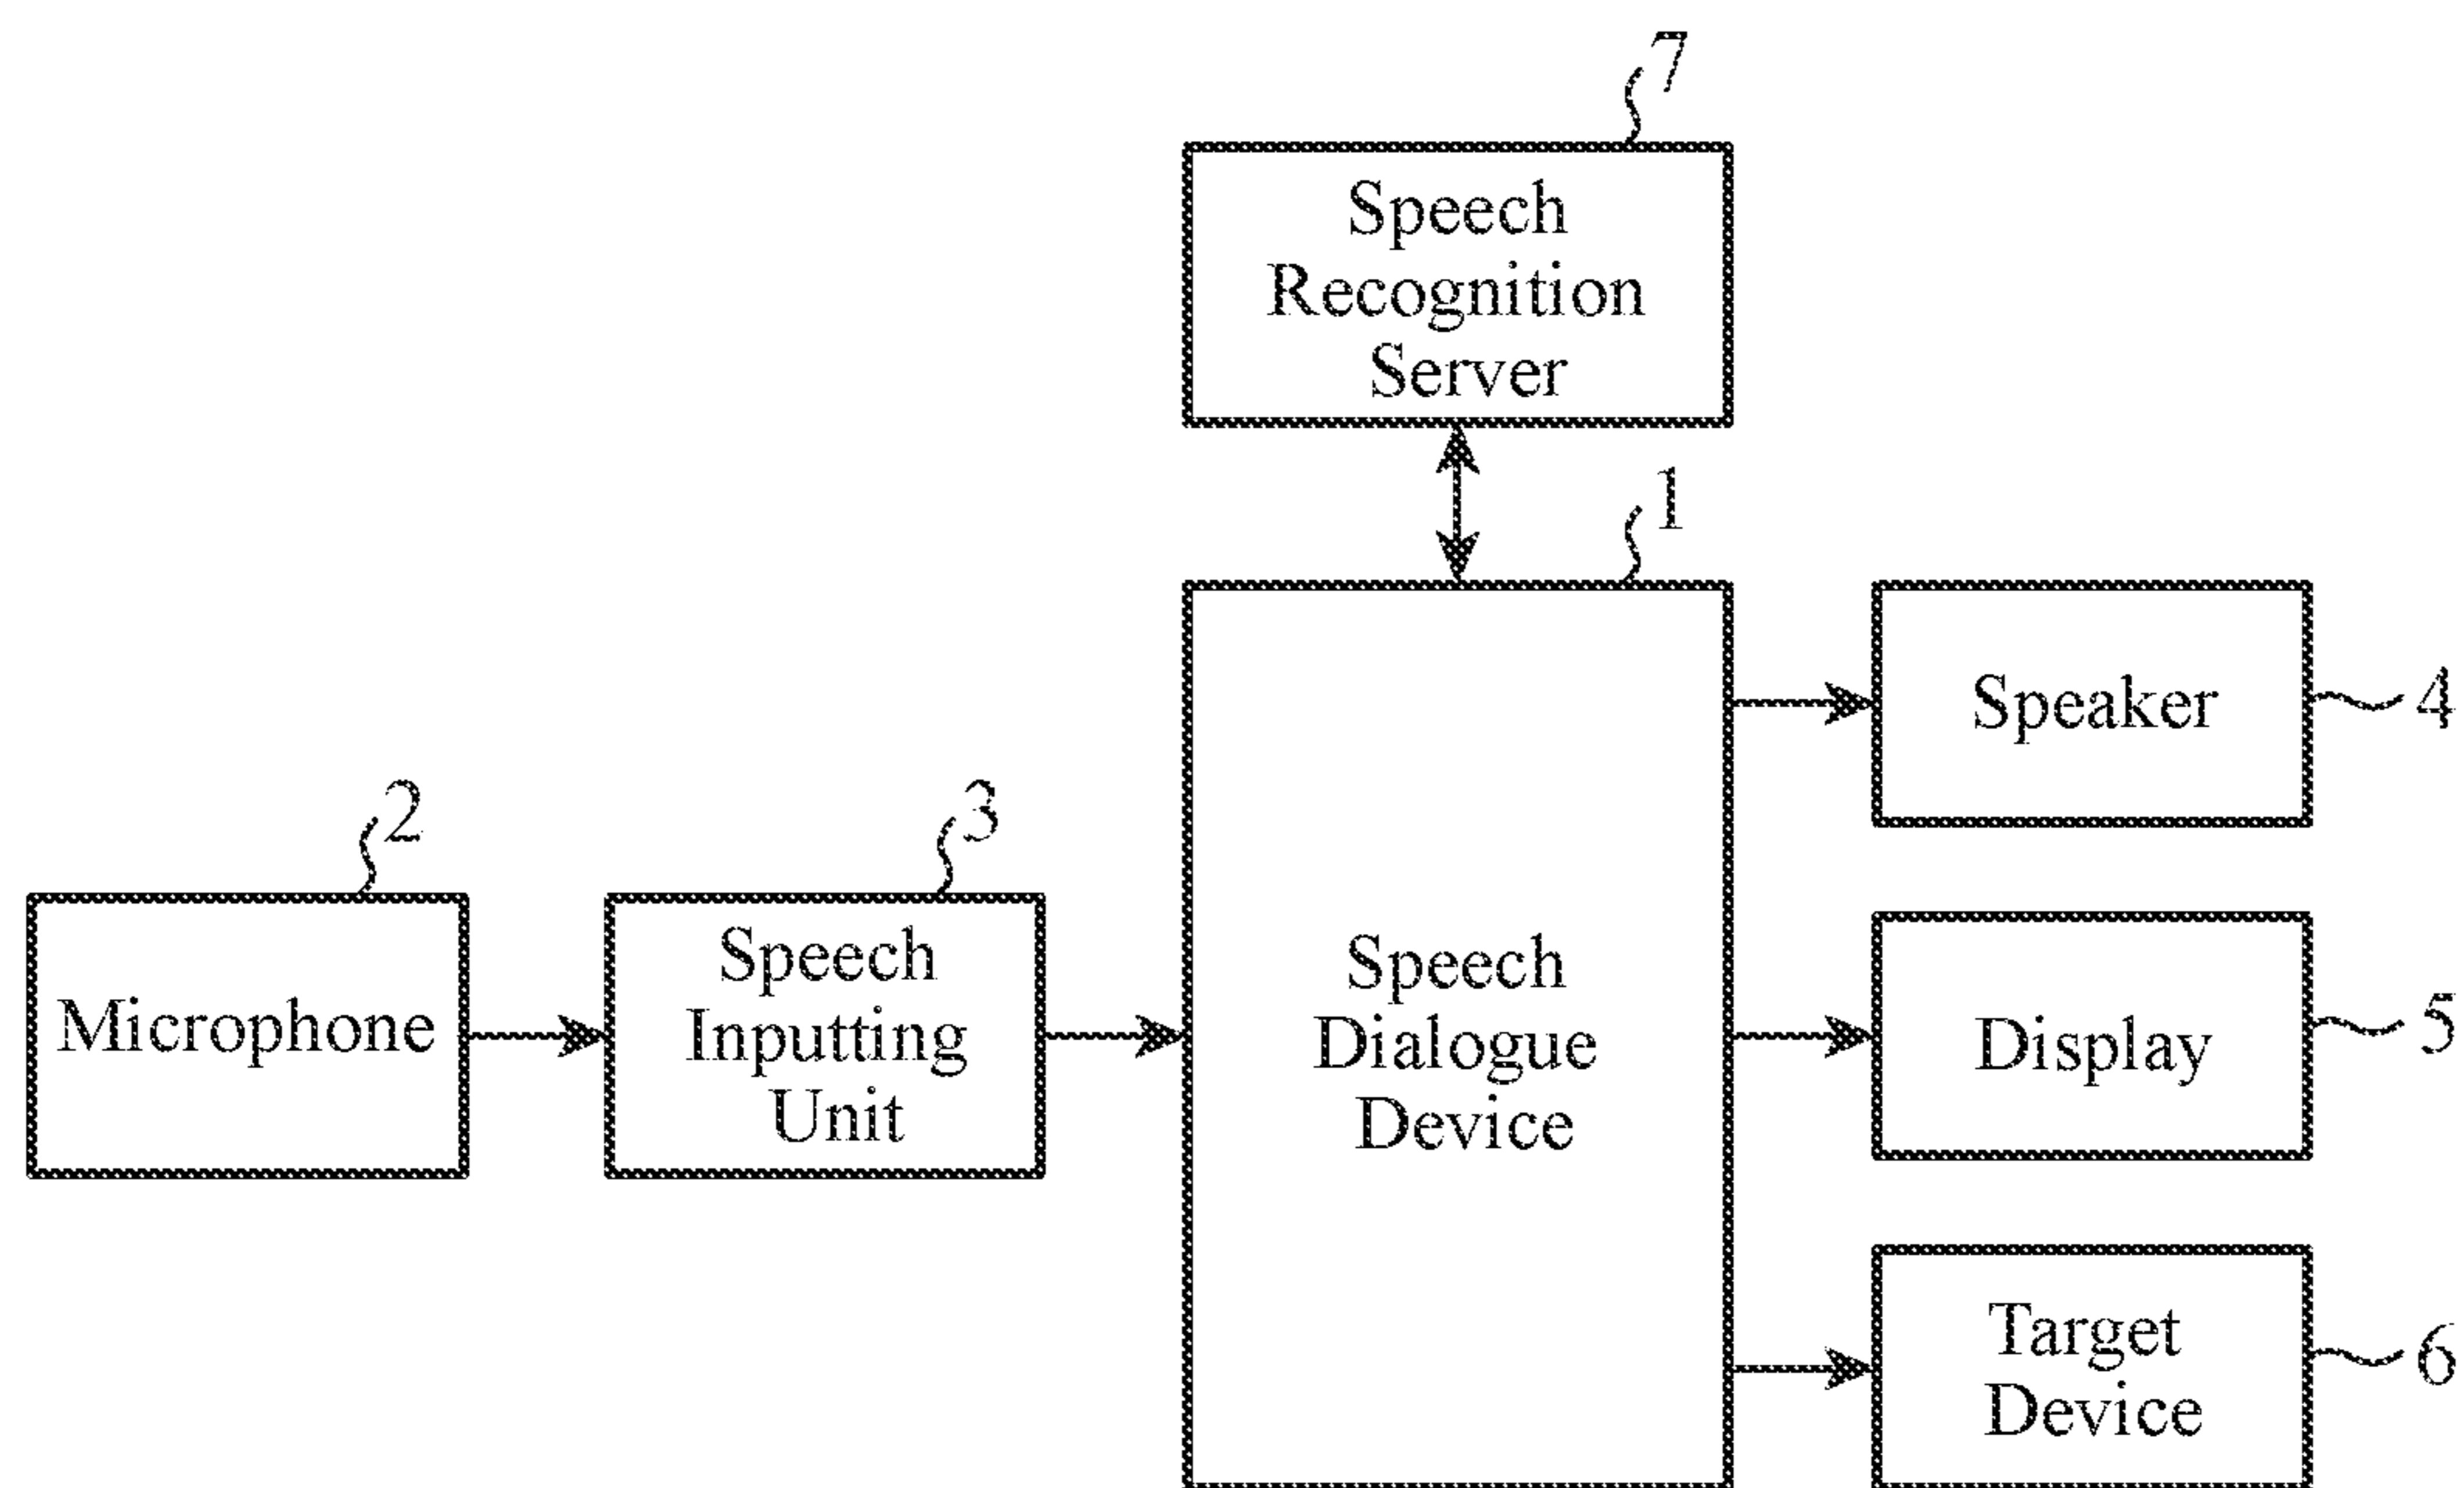 7
Speech
Recognition
Server
1
Speaker
4
2
3
Microphone
Speech
Inputting
Unit
Speech
Dialogue
Device
Display
5
Target
Device
6